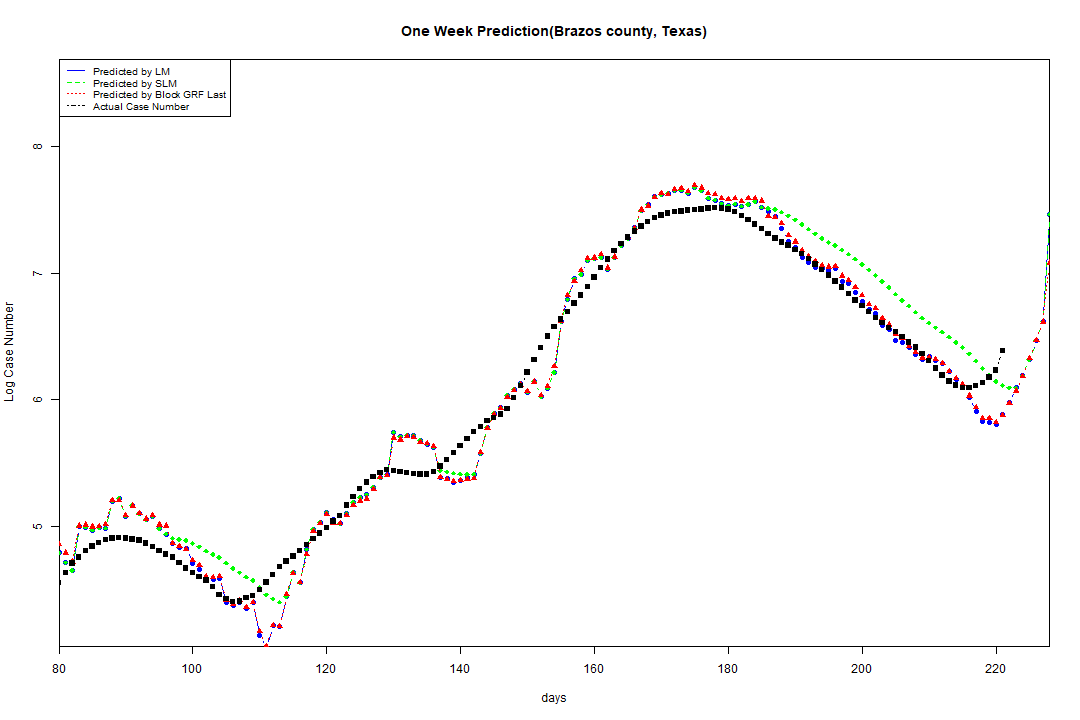 One Week Prediction(Brazos county, Texas)
Predicted by LM
Predicted by SLM
Predicted by Block GRF Last
Actual Case Number
8
7
6
5
Log Case Number
80 100 120 140 160 180 200 220
days